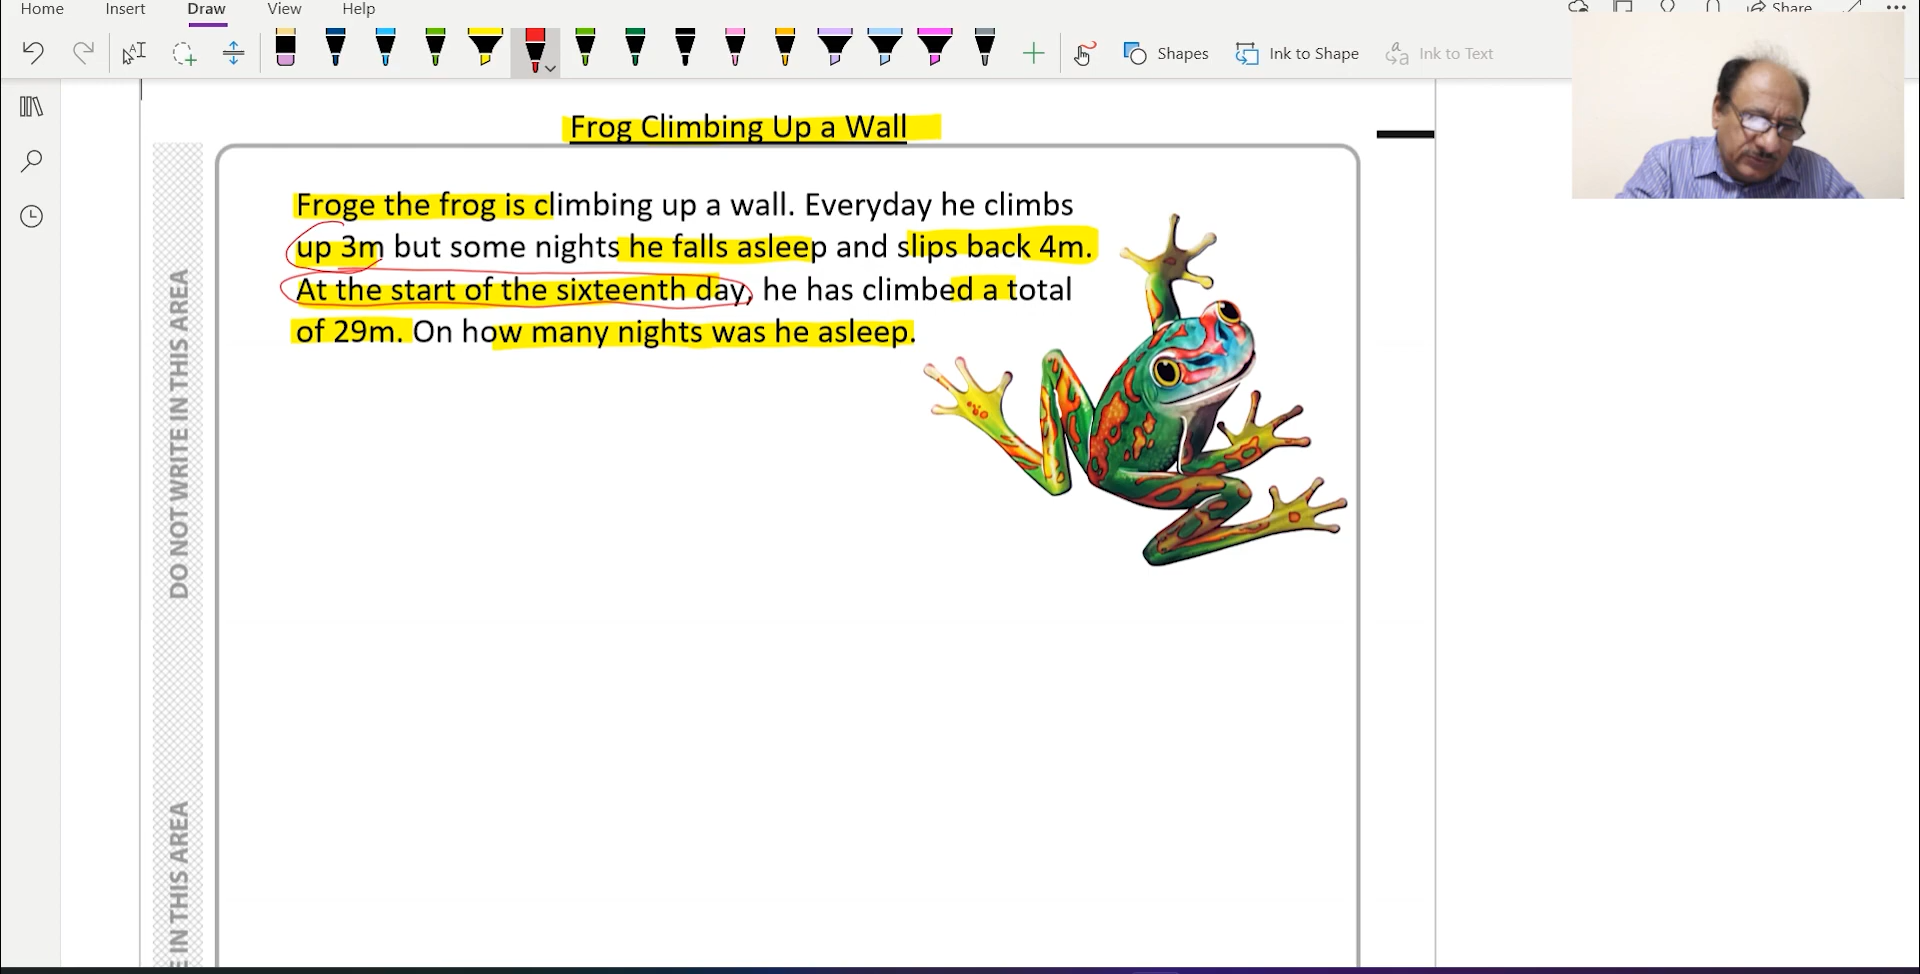 Home Insert Draw View Help Share
Shapes Ink to Shape Ink to Text
Frog Climbing Up a Wall
Froge the frog is climbing up a wall. Everyday he climbs
up 3m but some nights he falls asleep and slips back 4m.
At the start of the sixteenth day, he has climbed a total
of 29m. On how many nights was he asleep.
DO NOT WRITE IN THIS AREA
E IN THIS AREA